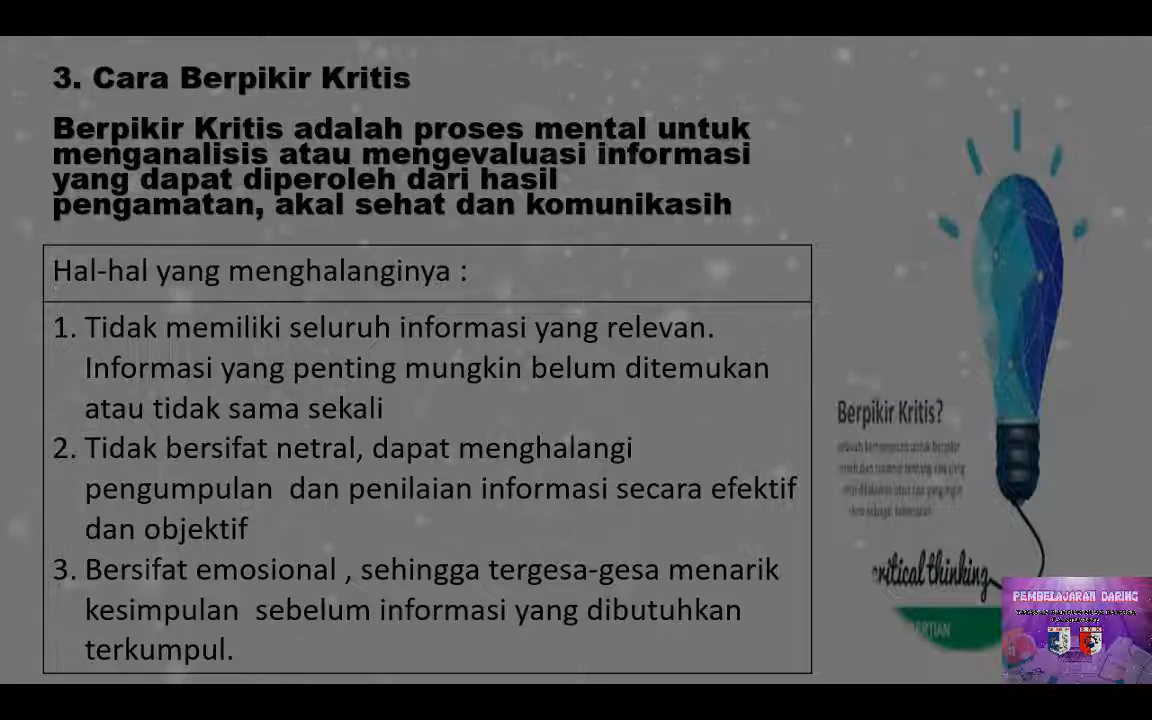 3. Cara Berpikir Kritis
Berpikir Kritis adalah proses mental untuk
menganalisis atau mengevaluasi informasi
yang dapat diperoleh dari hasil
pengamatan, akal sehat dan komunikasih
Hal-hal yang menghalanginya :
1. Tidak memiliki seluruh informasi yang relevan.
Informasi yang penting mungkin belum ditemukan
atau tidak sama sekali
2. Tidak bersifat netral, dapat menghalangi
pengumpulan dan penilaian informasi secara efektif
dan objektif
3. Bersifat emosional , sehingga tergesa-gesa menarik
kesimpulan sebelum informasi yang dibutuhkan
terkumpul.
Berpikir Kritis?
critical thinking
ERTIAN
PEMBELAJARAN DARING